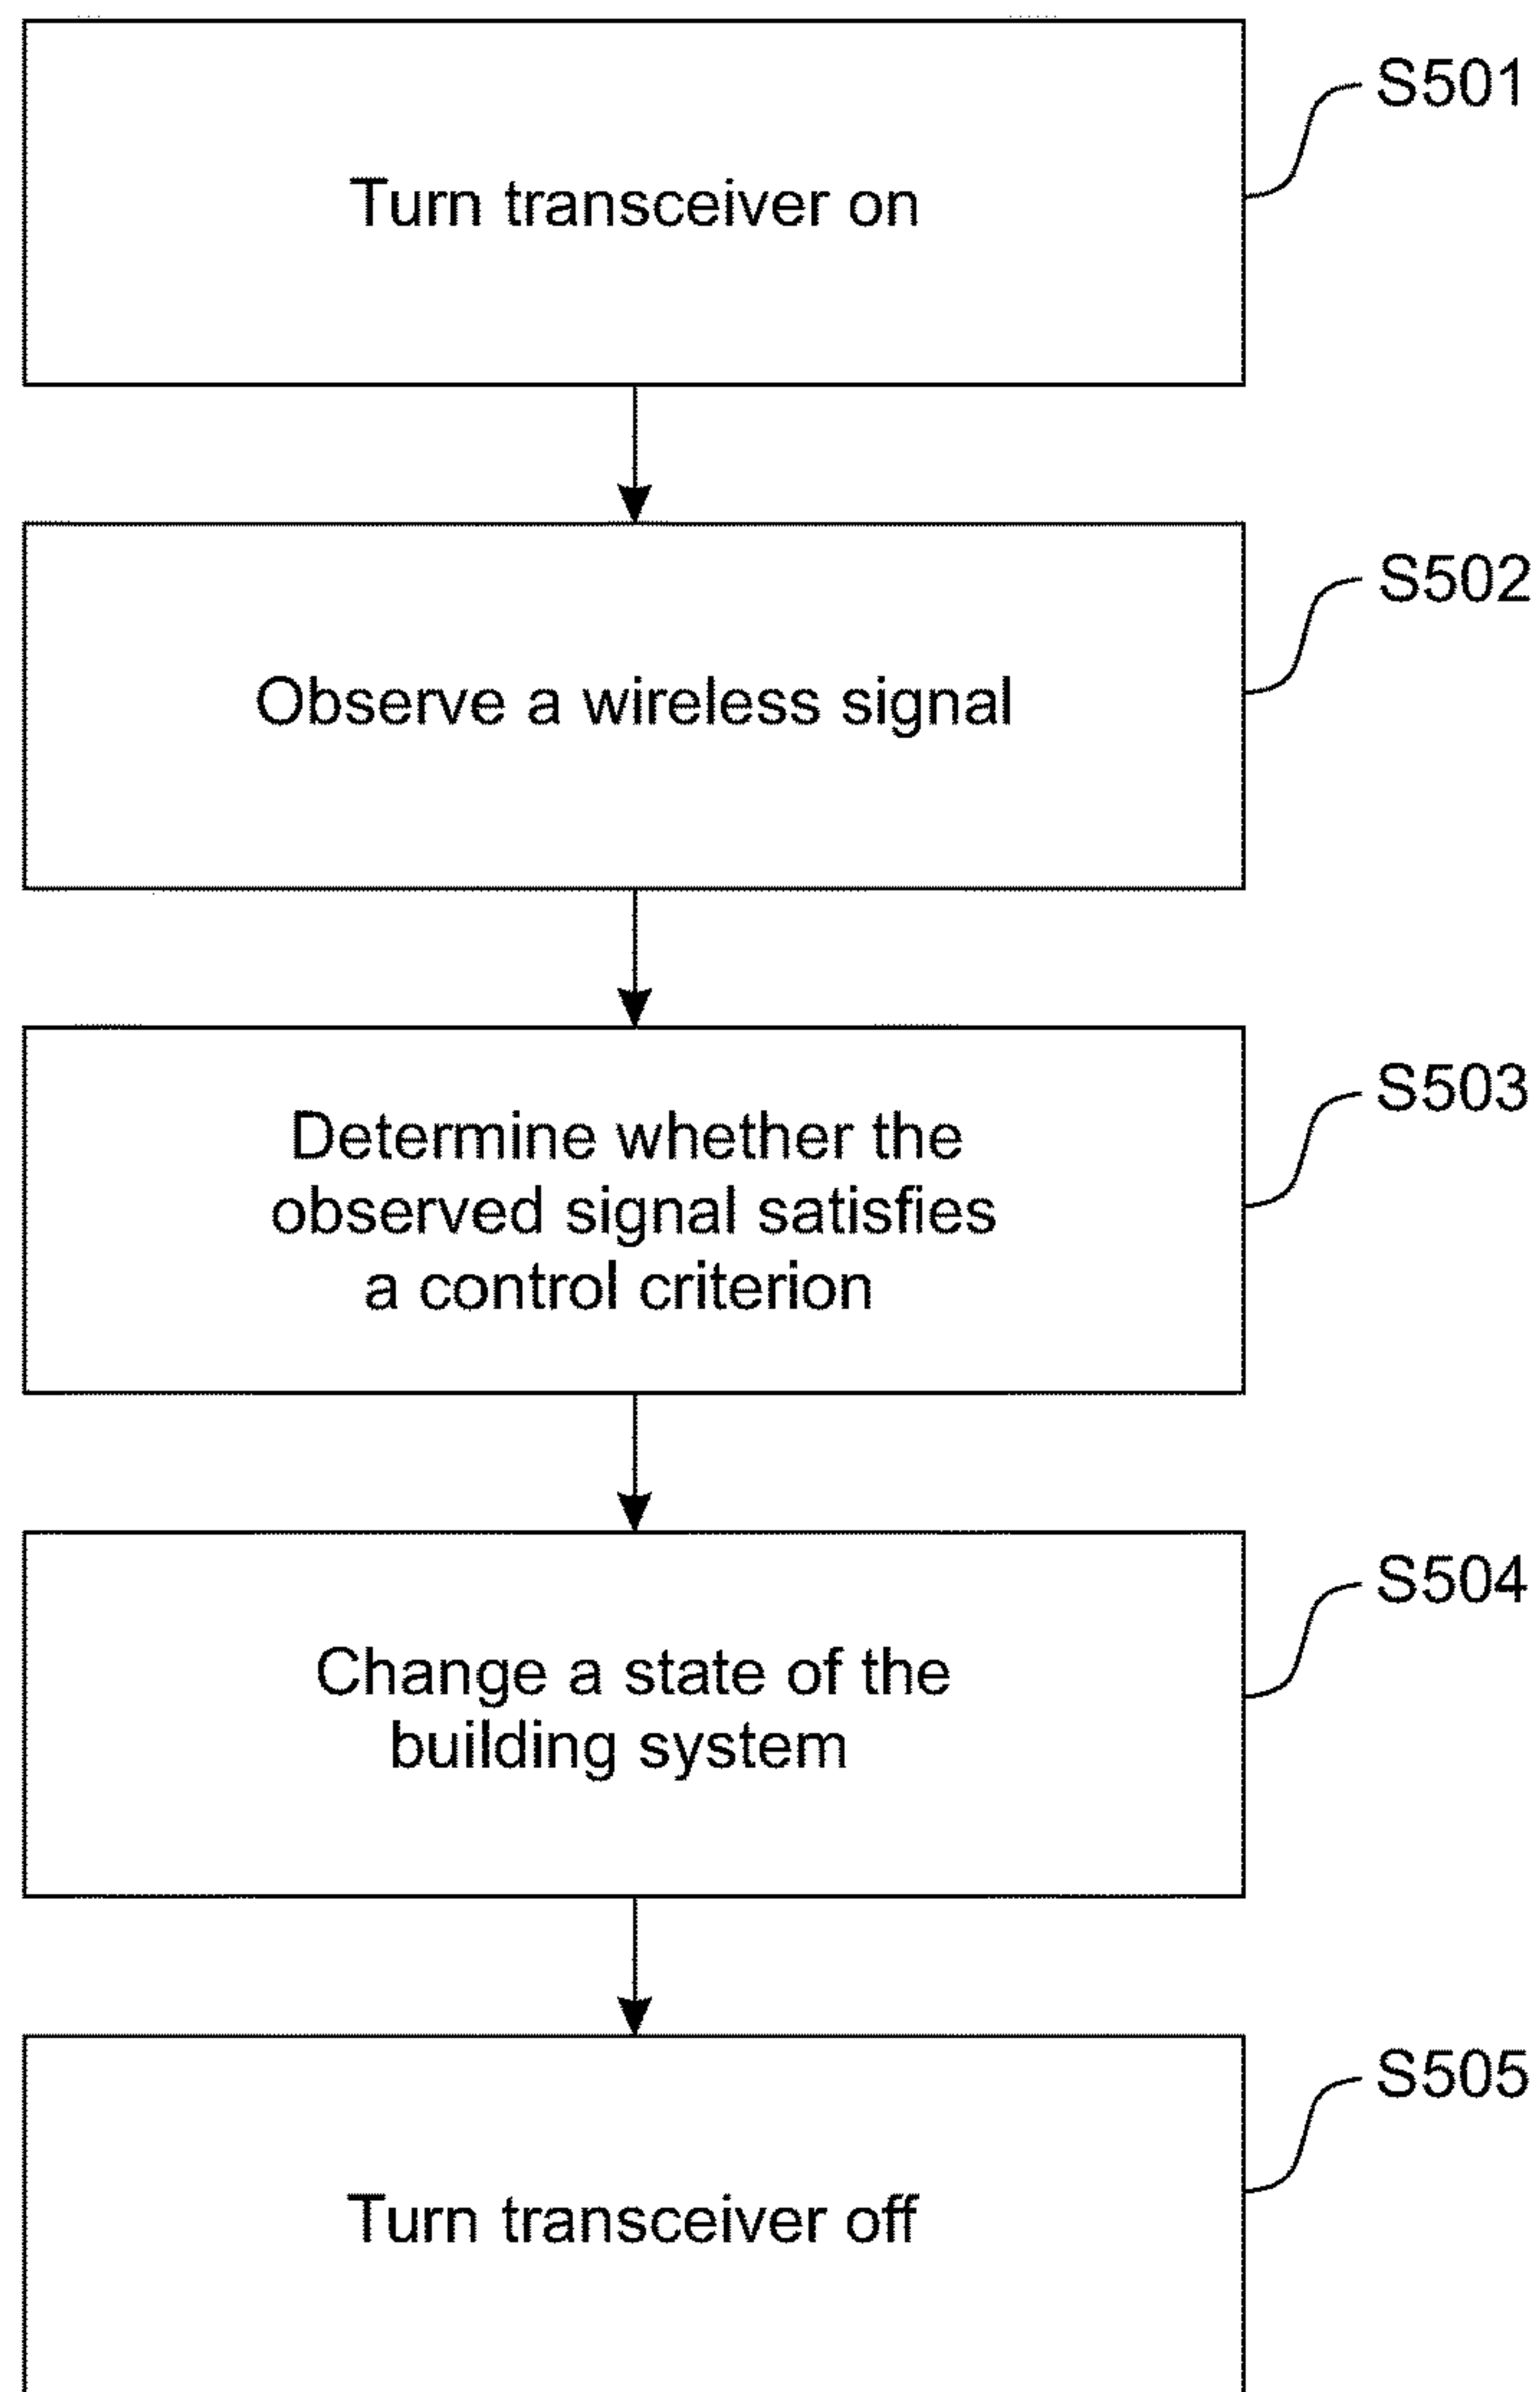 S501
Turn transceiver on
S502
Observe a wireless signal
S503
Determine whether the
observed signal satisfies
a control criterion
S504
Change a state of the
building system
S505
Turn transceiver off